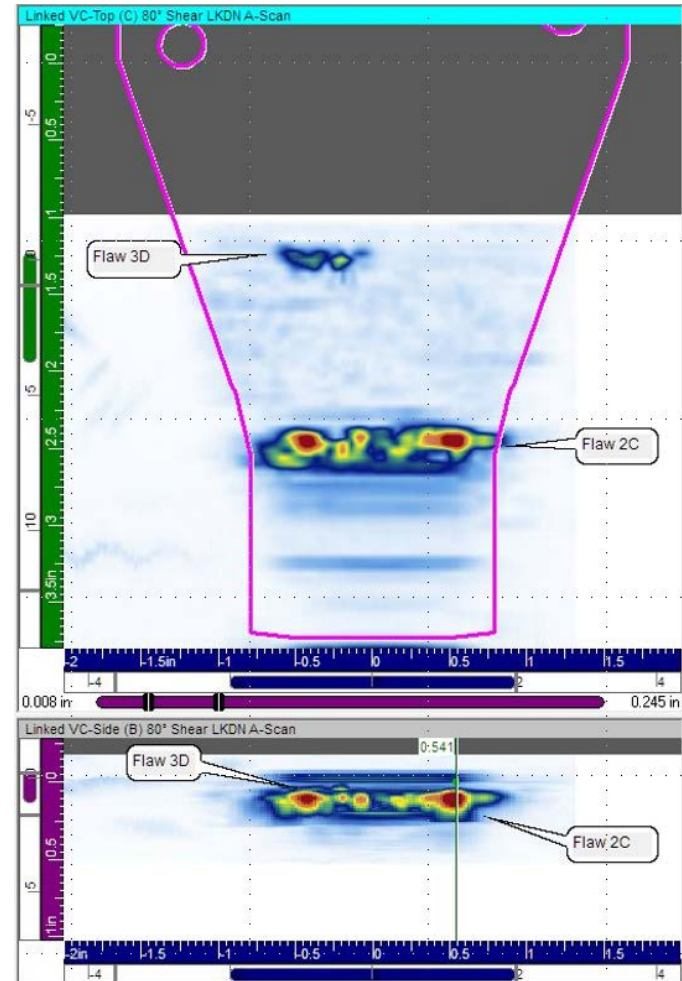 Linked VC-Top (C) 80° Shear LKDN A-Scan
|-5
|0
|0.5
|1
Flaw 3D
0
|1.5
|2
|5
|2.5
Flaw 2C
|10
|3
|3.5in
-2 |-1.5in |-1 |-0.5 |0 |0.5 |1 |1.5
|-4 2 |4
0.008 in 0.245 in
Linked VC-Side (B) 80° Shear LKDN A-Scan
0.541
Flaw 3D
0
|0
|0.5
Flaw 2C
|5
|1in
-2in |-1.5 |-1 |-0.5 |0 |0.5 |1 |1.5
|-4 2 |4